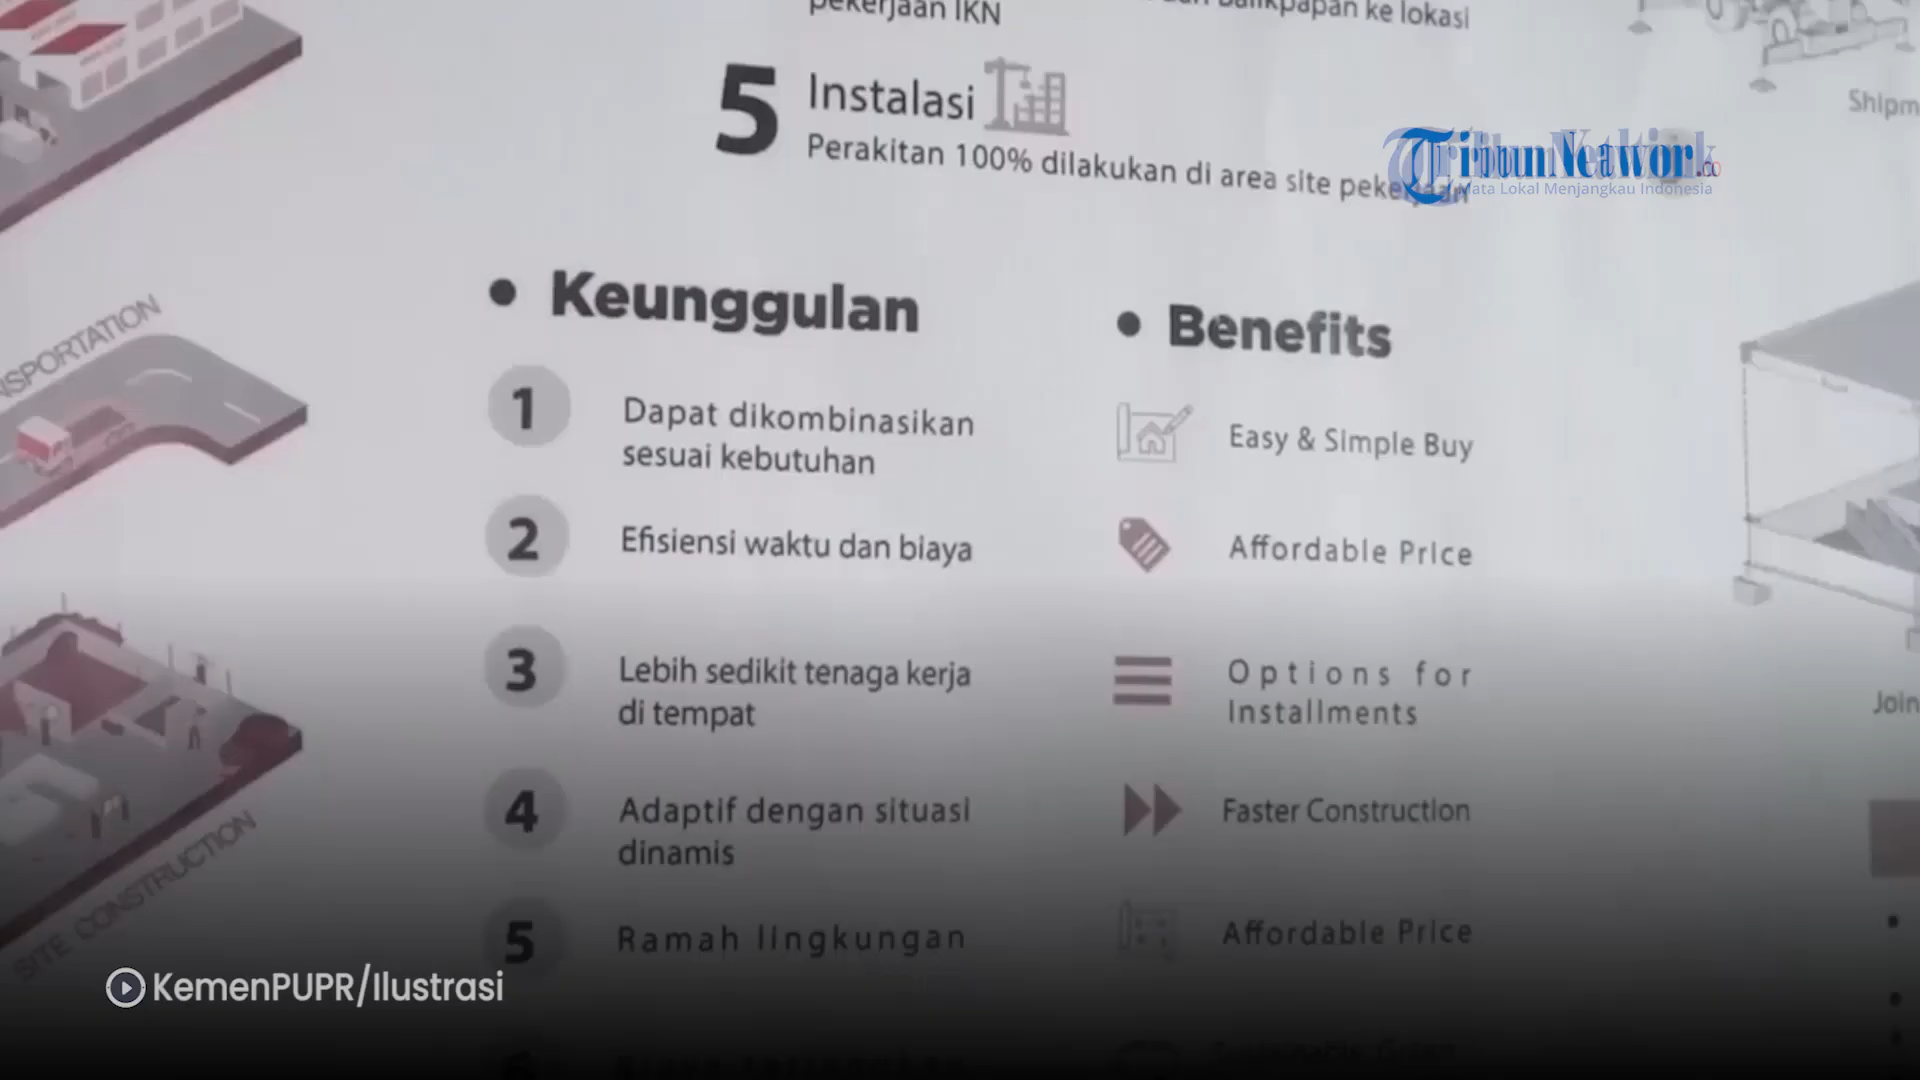 pekerjaan IKN
Balikpapan ke lokasi
5 Instalasi
Perakitan 100% dilakukan di area site pekerjaan
Mata Lokal Menjangkau Indonesia
Shipm
NSPORTATION
SITE CONSTRUCTION
• Keunggulan
1 Dapat dikombinasikan
sesuai kebutuhan
2 Efisiensi waktu dan biaya
3 Lebih sedikit tenaga kerja
di tempat
4 Adaptif dengan situasi
dinamis
5 Ramah lingkungan
6
• Benefits
Easy & Simple Buy
Affordable Price
Options for
Installments
Faster Construction
Affordable Price
Join
KemenPUPR/Ilustrasi